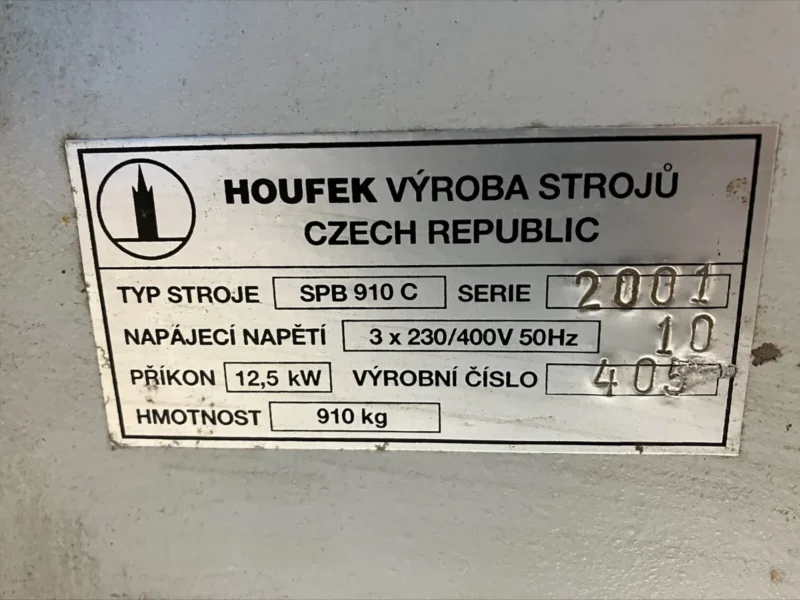 HOUFEK VÝROBA STROJŮ
CZECH REPUBLIC
TYP STROJE SPB 910 C SERIE 2001
NAPÁJECÍ NAPĚTÍ 3 x 230/400V 50Hz 10
PŘÍKON 12,5 kW VÝROBNÍ ČÍSLO 405
HMOTNOST 910 kg